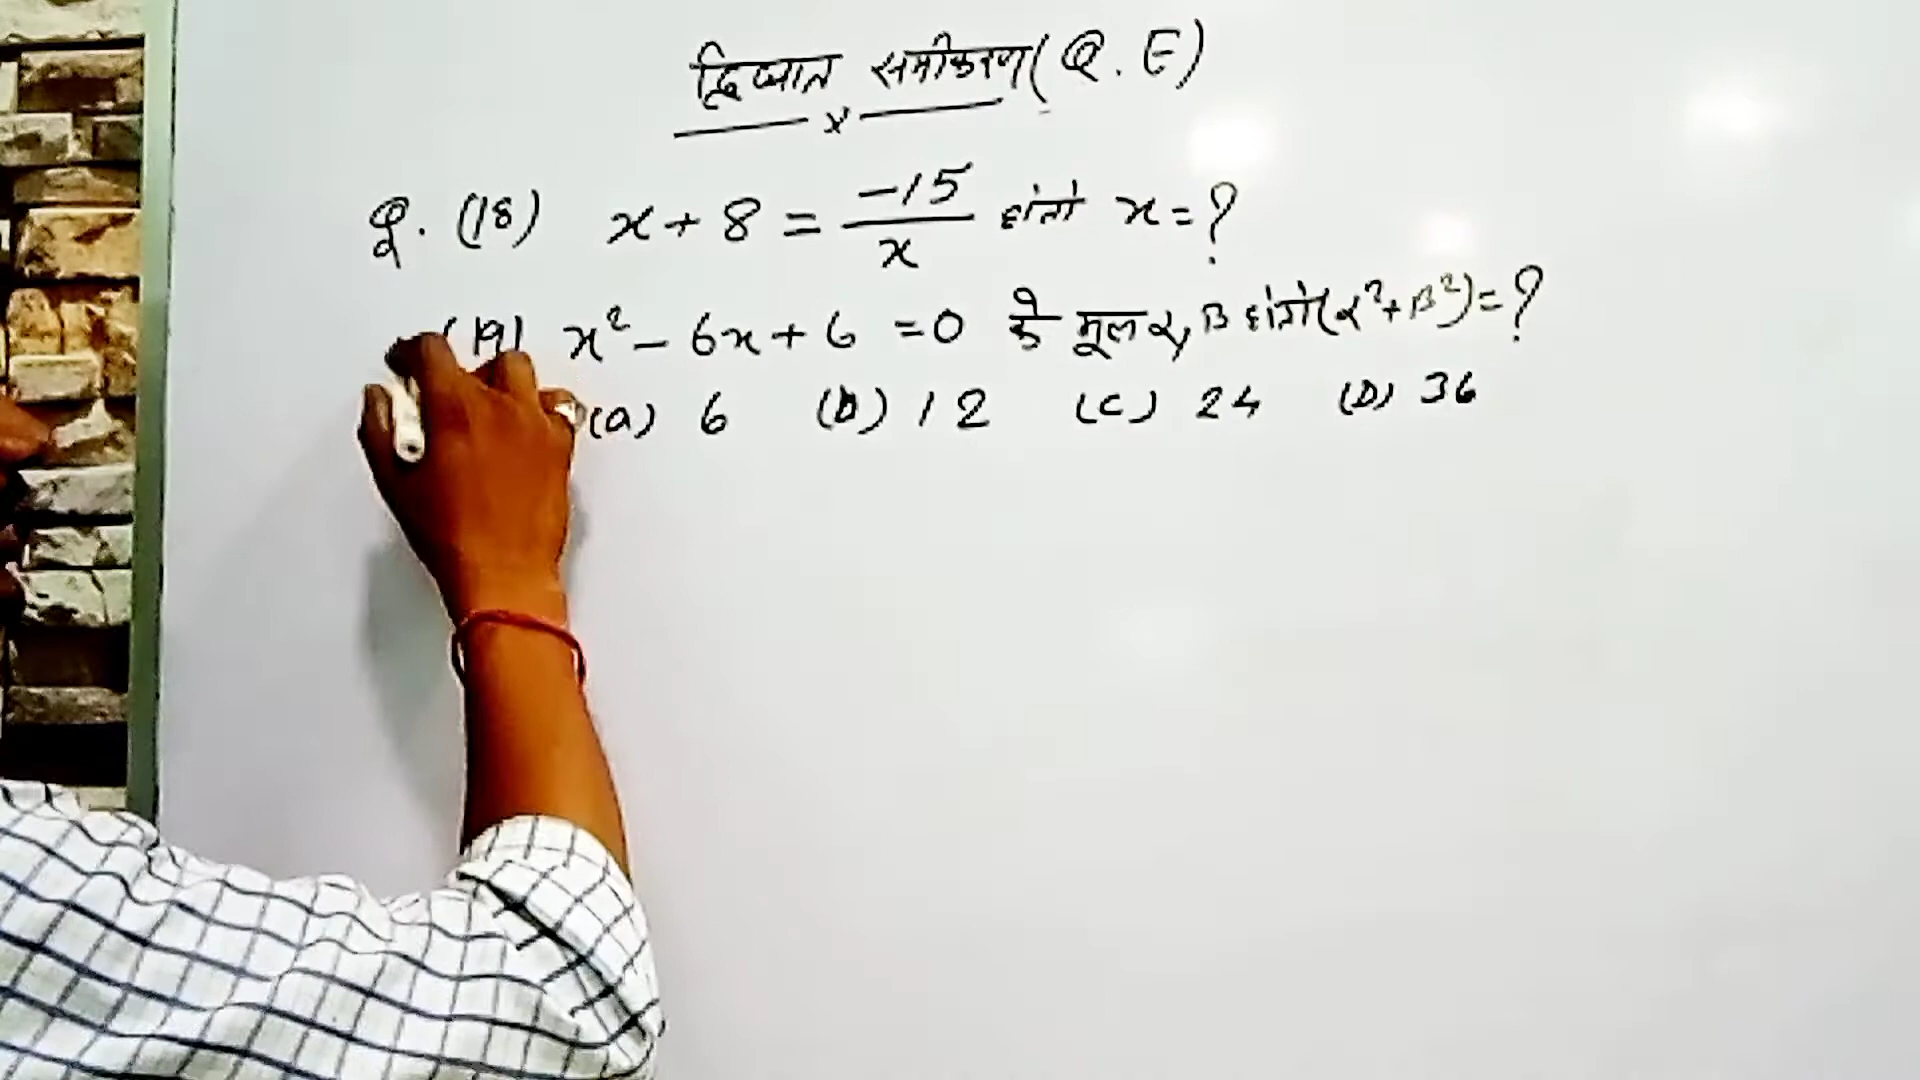 द्विघात समीकरण (Q.E)
Q. (18) x + 8 = -15/x हो तो x = ?
(19) x² - 6x + 6 = 0 के मूल α, β हो तो (α² + β²) = ?
(a) 6 (b) 12 (c) 24 (D) 36